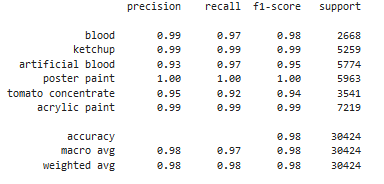 precision recall f1-score support
blood 0.99 0.97 0.98 2668
ketchup 0.99 0.99 0.99 5259
artificial blood 0.93 0.97 0.95 5774
poster paint 1.00 1.00 1.00 5963
tomato concentrate 0.95 0.92 0.94 3541
acrylic paint 0.99 0.99 0.99 7219
accuracy 0.98 30424
macro avg 0.98 0.97 0.98 30424
weighted avg 0.98 0.98 0.98 30424